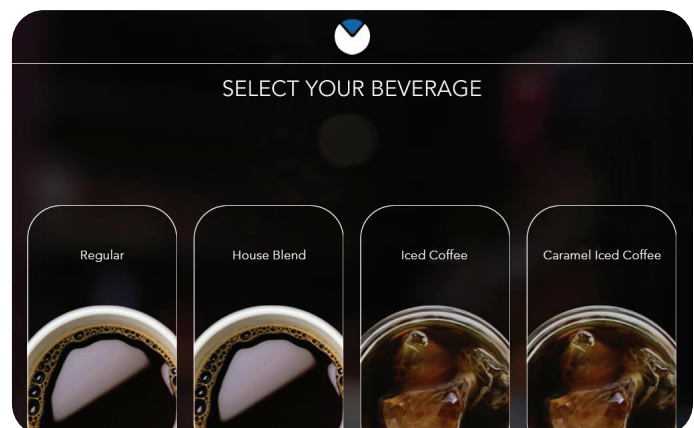 SELECT YOUR BEVERAGE
Regular
House Blend
Iced Coffee
Caramel Iced Coffee